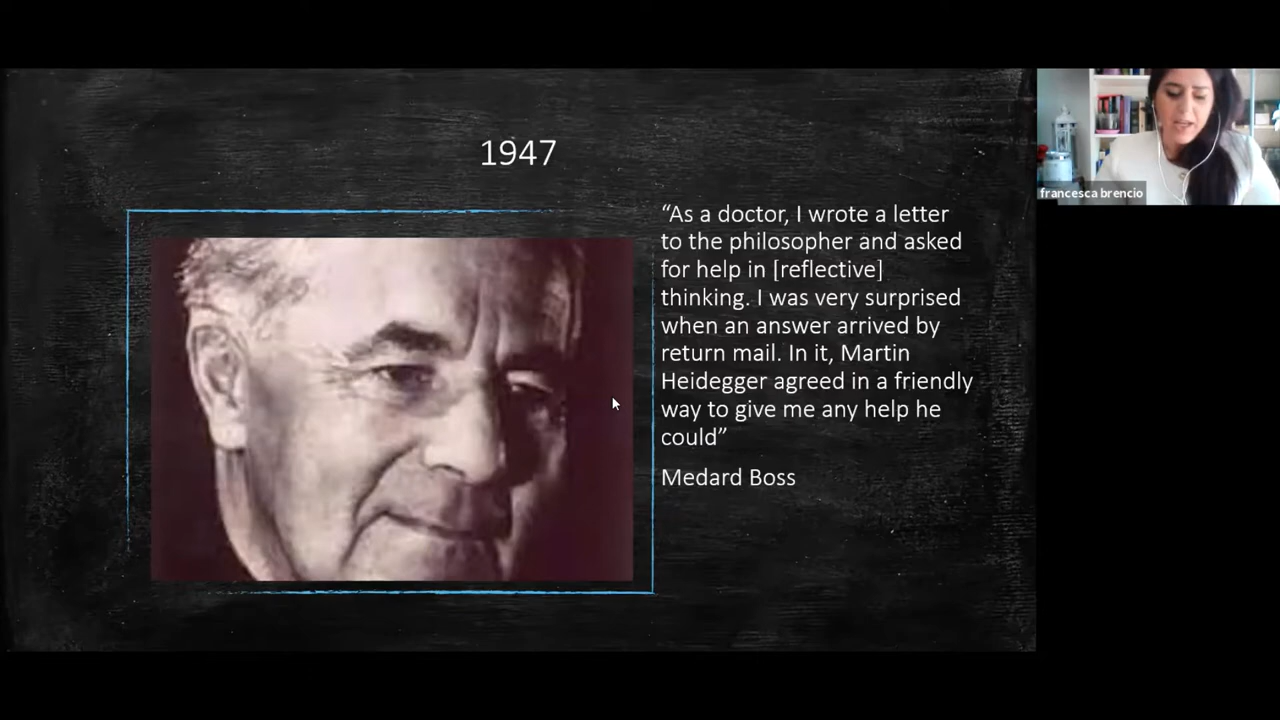 1947
“As a doctor, I wrote a letter
to the philosopher and asked
for help in [reflective]
thinking. I was very surprised
when an answer arrived by
return mail. In it, Martin
Heidegger agreed in a friendly
way to give me any help he
could”
Medard Boss
francesca brencio